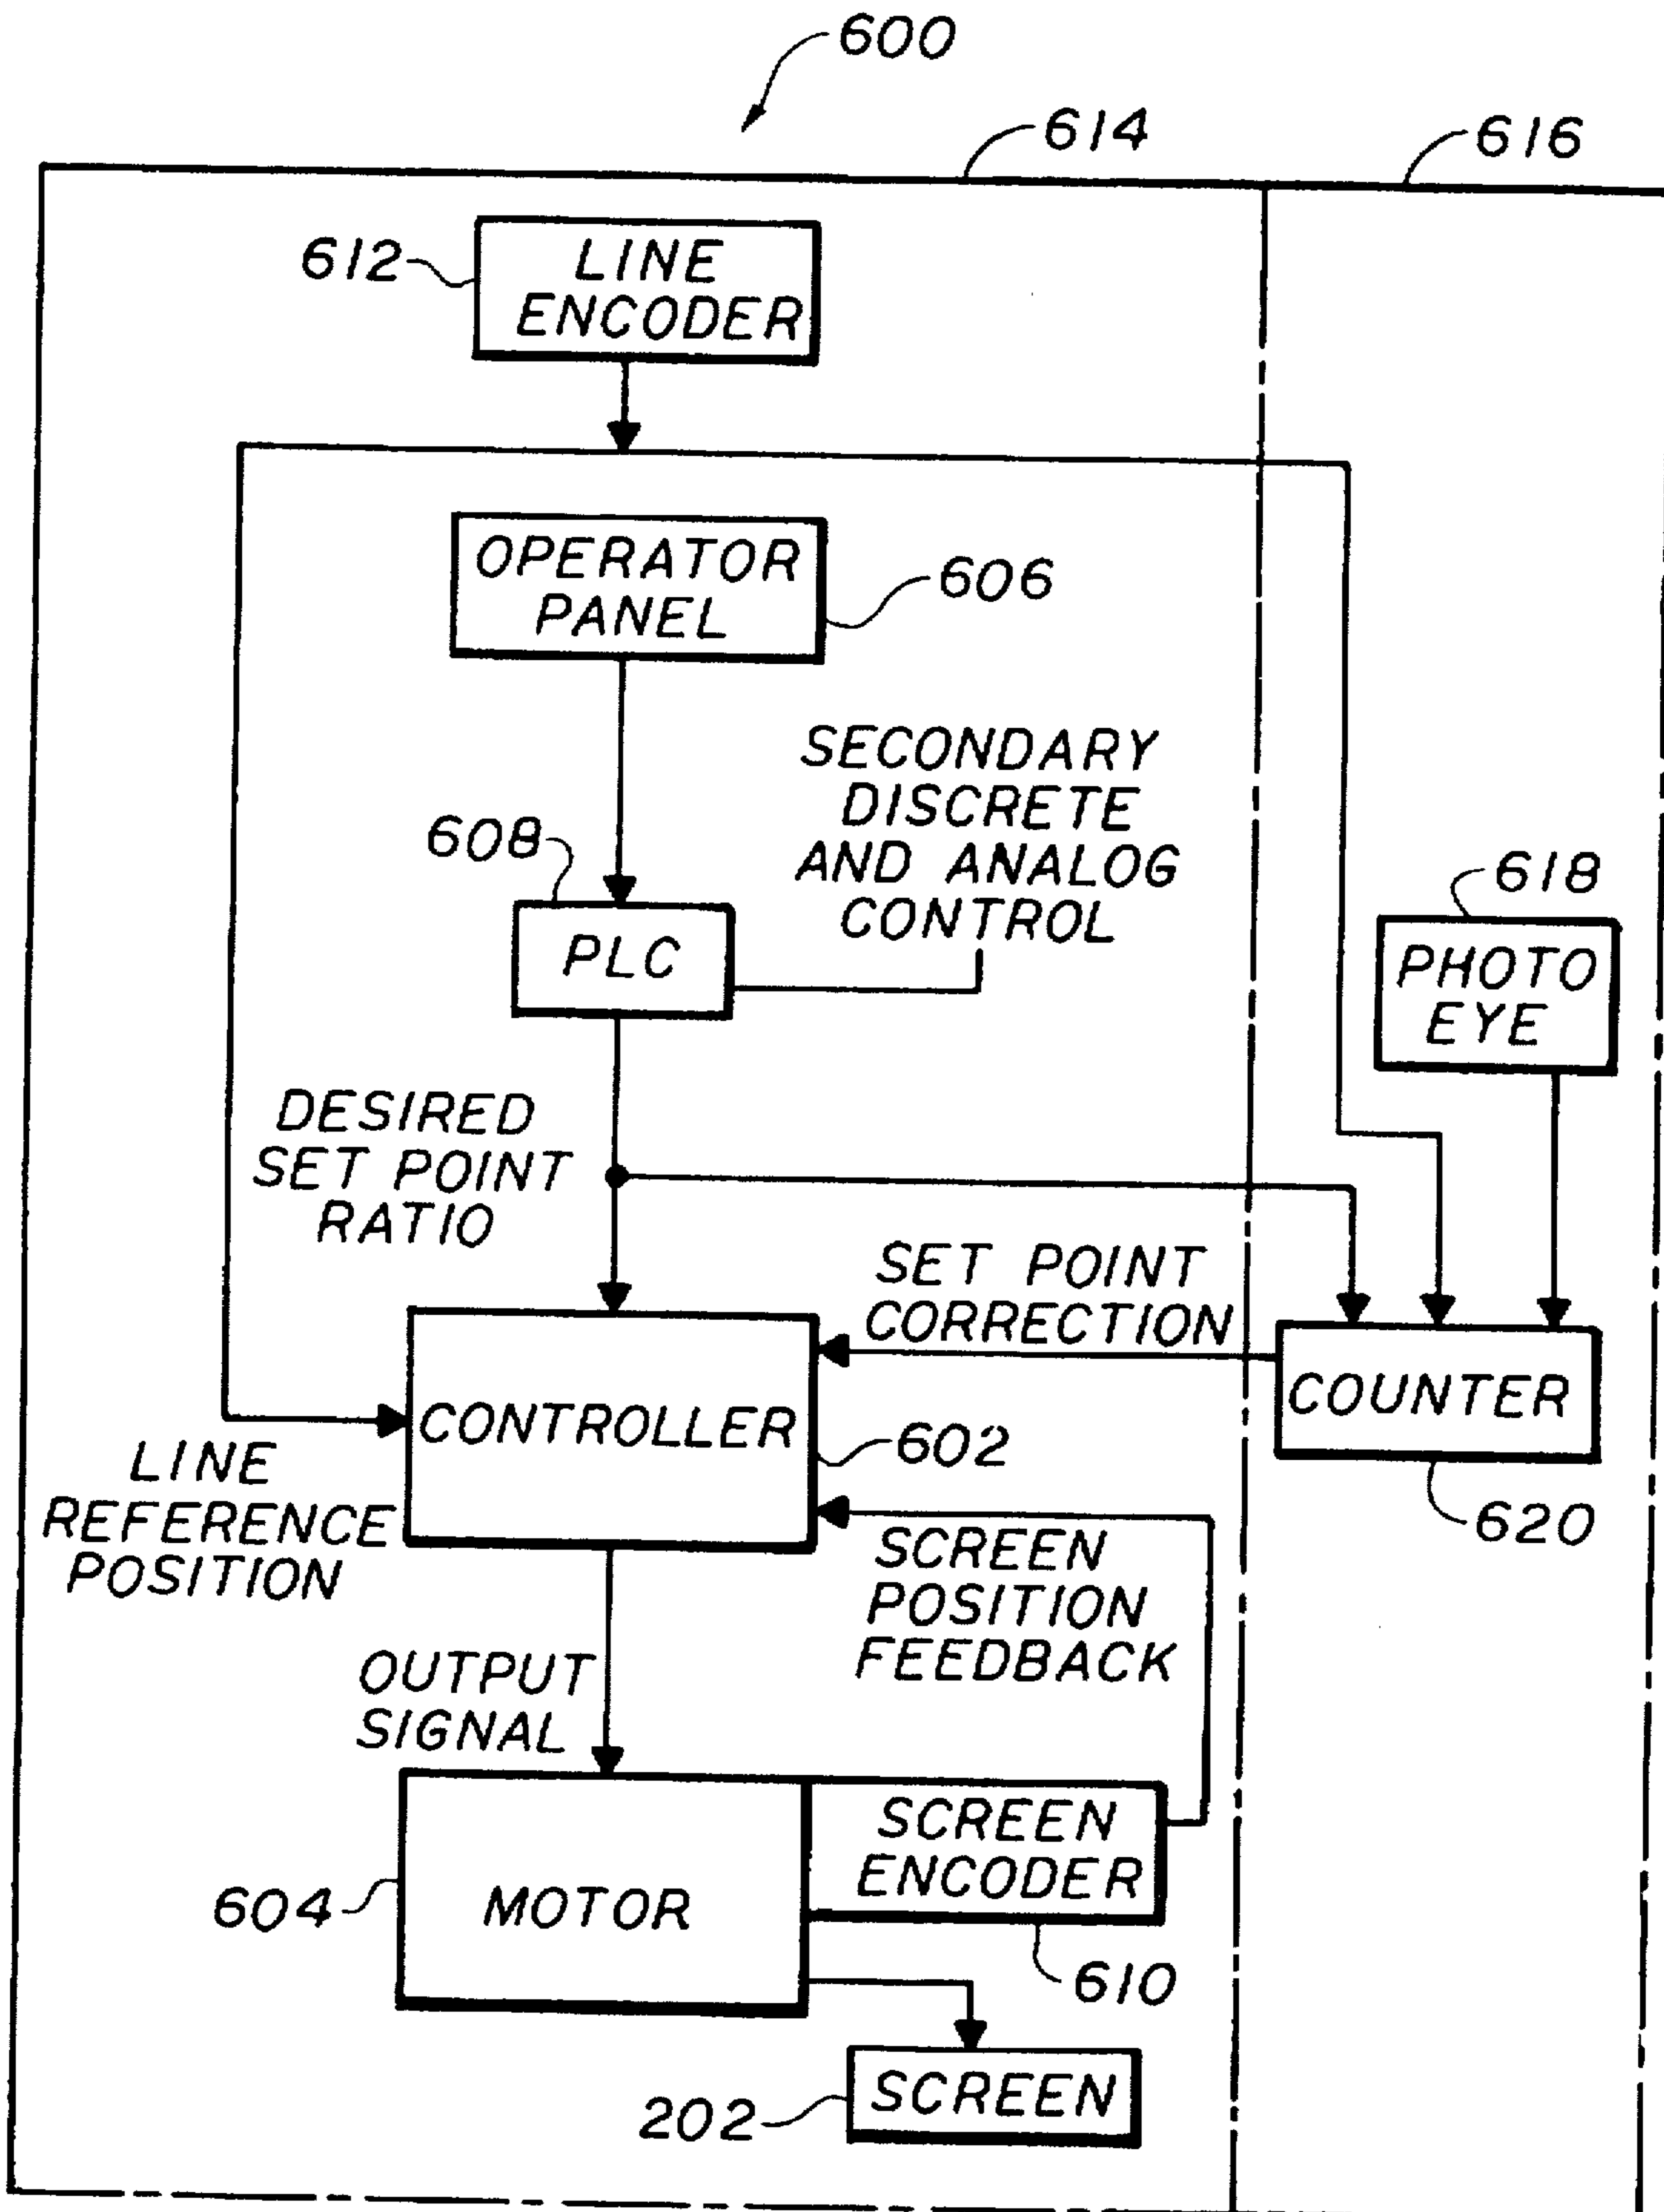 600
614
616
612
LINE
ENCODER
OPERATOR
PANEL
606
SECONDARY
DISCRETE
AND ANALOG
CONTROL
608
PLC
618
PHOTO
EYE
DESIRED
SET POINT
RATIO
SET POINT
CORRECTION
COUNTER
620
CONTROLLER
602
LINE
REFERENCE
POSITION
SCREEN
POSITION
FEEDBACK
OUTPUT
SIGNAL
SCREEN
ENCODER
604
MOTOR
610
SCREEN
202